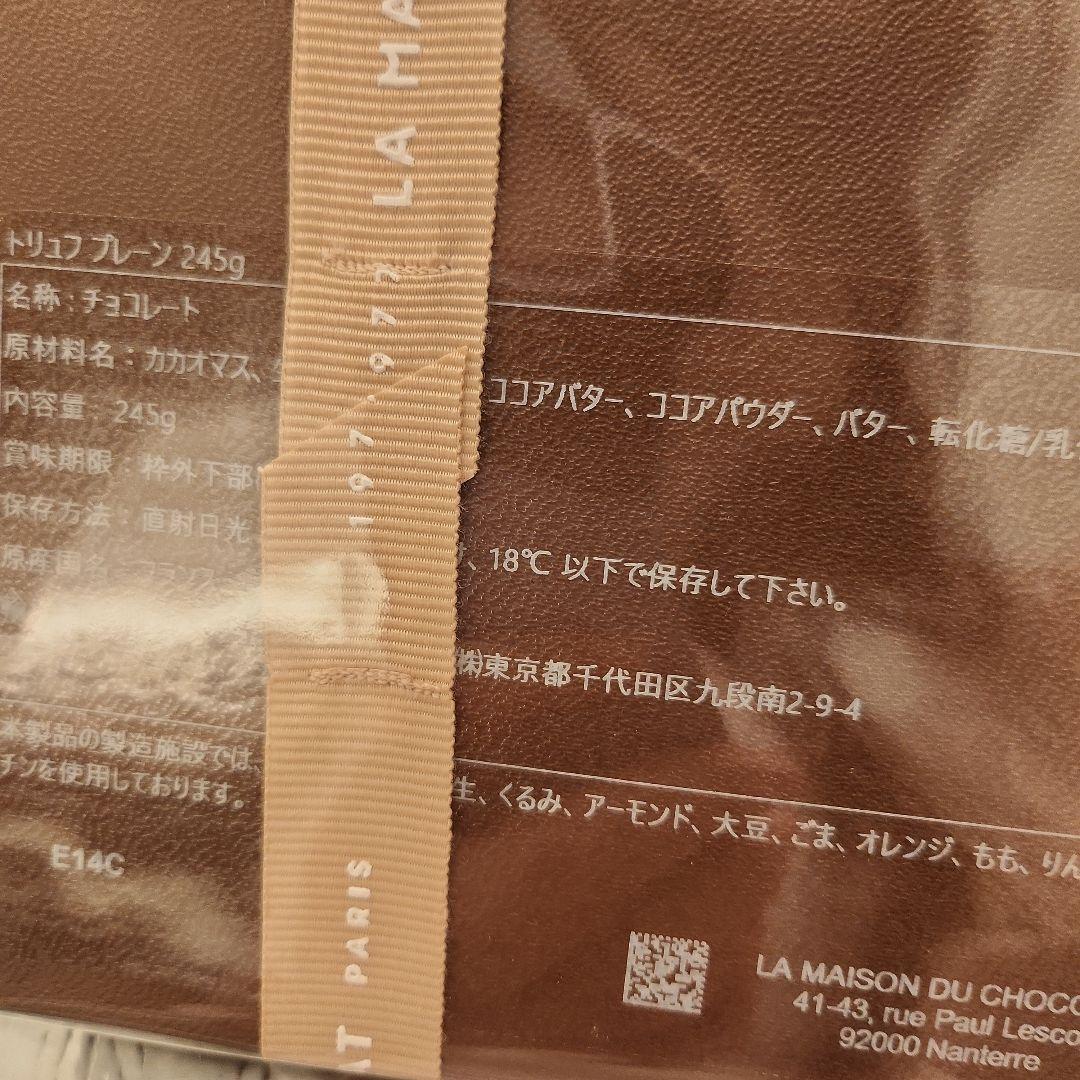 LA MA
1977 . 1977
AT PARIS
トリュフ プレーン 245g
名称：チョコレート
原材料名：カカオマス、 ココアバター、ココアパウダー、バター、転化糖/乳
内容量：245g
賞味期限：枠外下部
保存方法：直射日光 、18℃ 以下で保存して下さい。
原産国名
㈱東京都千代田区九段南2-9-4
本製品の製造施設では、 生、くるみ、アーモンド、大豆、ごま、オレンジ、もも、りん
チンを使用しております。
E14C
LA MAISON DU CHOCO
41-43, rue Paul Lesco
92000 Nanterre